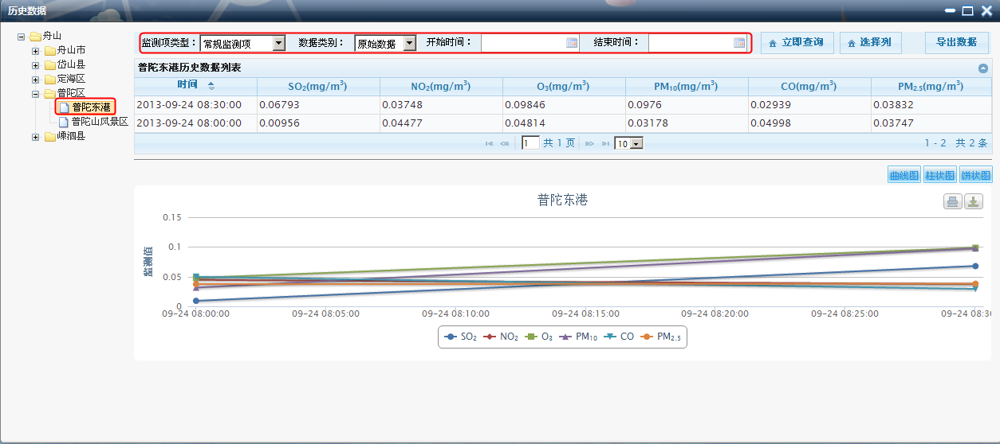 历史数据
舟山
舟山市
岱山县
定海区
普陀区
普陀东港
普陀山风景区
嵊泗县
监测项类型： 常规监测项 数据类别： 原始数据 开始时间： 结束时间： 立即查询 选择列 导出数据
普陀东港历史数据列表
时间 SO₂(mg/m³) NO₂(mg/m³) O₃(mg/m³) PM₁₀(mg/m³) CO(mg/m³) PM₂.₅(mg/m³)
2013-09-24 08:30:00 0.06793 0.03748 0.09846 0.0976 0.02939 0.03832
2013-09-24 08:00:00 0.00956 0.04477 0.04814 0.03178 0.04998 0.03747
1 共 1 页 10 1 - 2 共 2 条
曲线图 柱状图 饼状图
普陀东港
监测值
0.15
0.1
0.05
0
09-24 08:00:00 09-24 08:05:00 09-24 08:10:00 09-24 08:15:00 09-24 08:20:00 09-24 08:25:00 09-24 08:30
SO₂ NO₂ O₃ PM₁₀ CO PM₂.₅